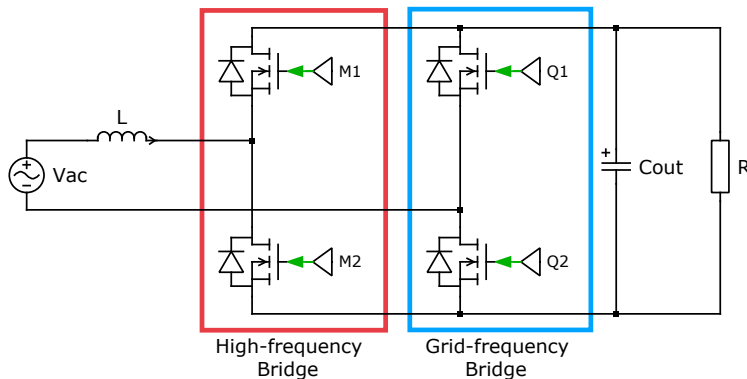 M1
Q1
L
+
Vac
+
Cout
R
M2
Q2
High-frequency
Bridge
Grid-frequency
Bridge